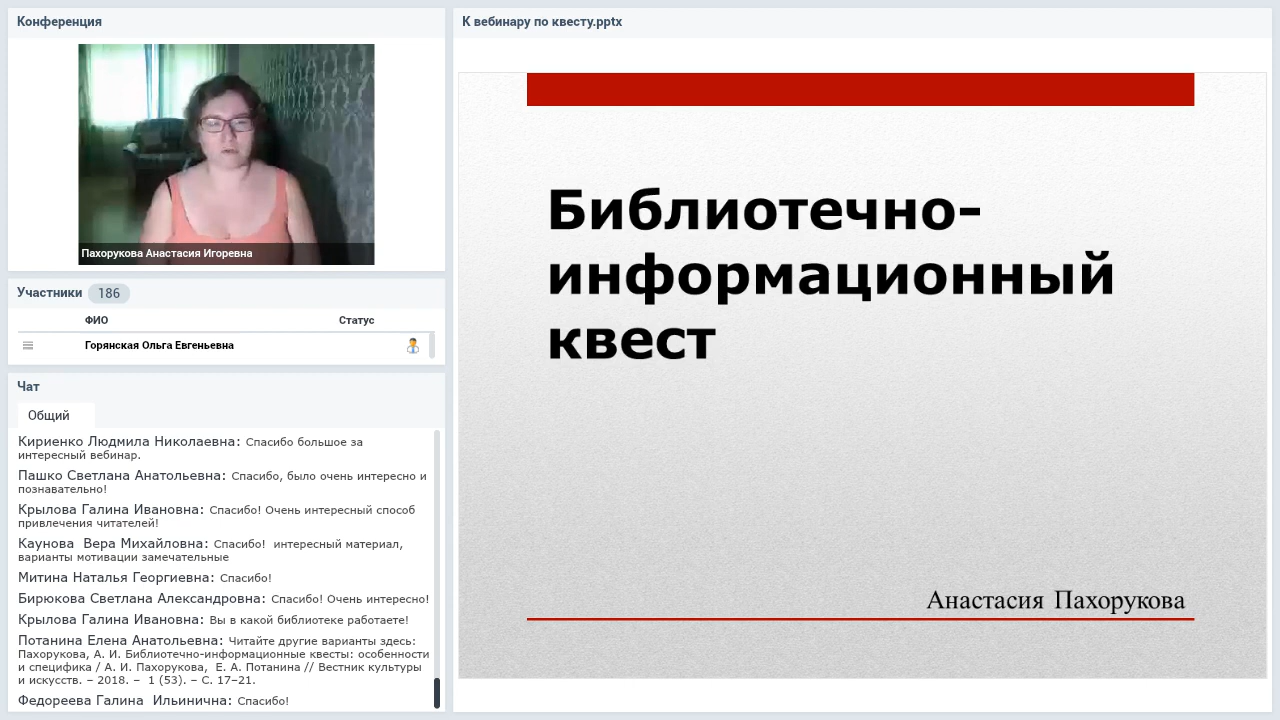 Конференция
Пахорукова Анастасия Игоревна
Участники 186
ФИО Статус
Горянская Ольга Евгеньевна
Чат
Общий
Кириенко Людмила Николаевна: Спасибо большое за
интересный вебинар.
Пашко Светлана Анатольевна: Спасибо, было очень интересно и
познавательно!
Крылова Галина Ивановна: Спасибо! Очень интересный способ
привлечения читателей!
Каунова  Вера Михайловна: Спасибо!  интересный материал,
варианты мотивации замечательные
Митина Наталья Георгиевна: Спасибо!
Бирюкова Светлана Александровна: Спасибо! Очень интересно!
Крылова Галина Ивановна: Вы в какой библиотеке работаете!
Потанина Елена Анатольевна: Читайте другие варианты здесь:
Пахорукова, А. И. Библиотечно-информационные квесты: особенности
и специфика / А. И. Пахорукова,  Е. А. Потанина // Вестник культуры
и искусств. – 2018. –  1 (53). – С. 17–21.
Федореева Галина  Ильинична: Спасибо!
К вебинару по квесту.pptx
Библиотечно-
информационный
квест
Анастасия Пахорукова